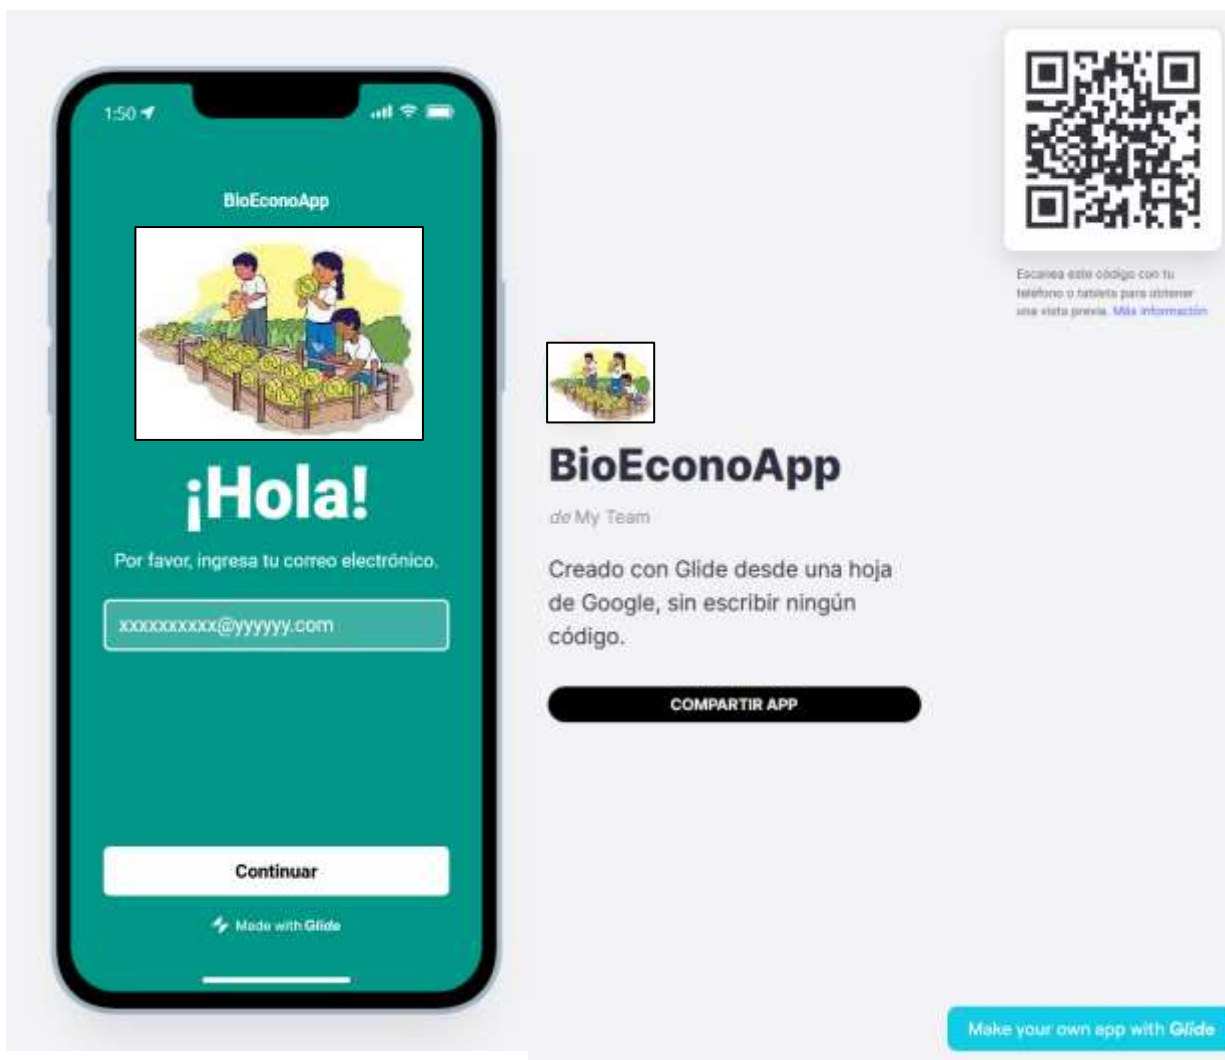 1:50
BioEconoApp
¡Hola!
Por favor, ingresa tu correo electrónico.
xxxxxxxxxx@yyyyyy.com
Continuar
Made with Glide
BioEconoApp
de My Team
Creado con Glide desde una hoja
de Google, sin escribir ningún
código.
COMPARTIR APP
Escanea este código con tu
teléfono o tableta para obtener
una vista previa. Más información
Make your own app with Glide